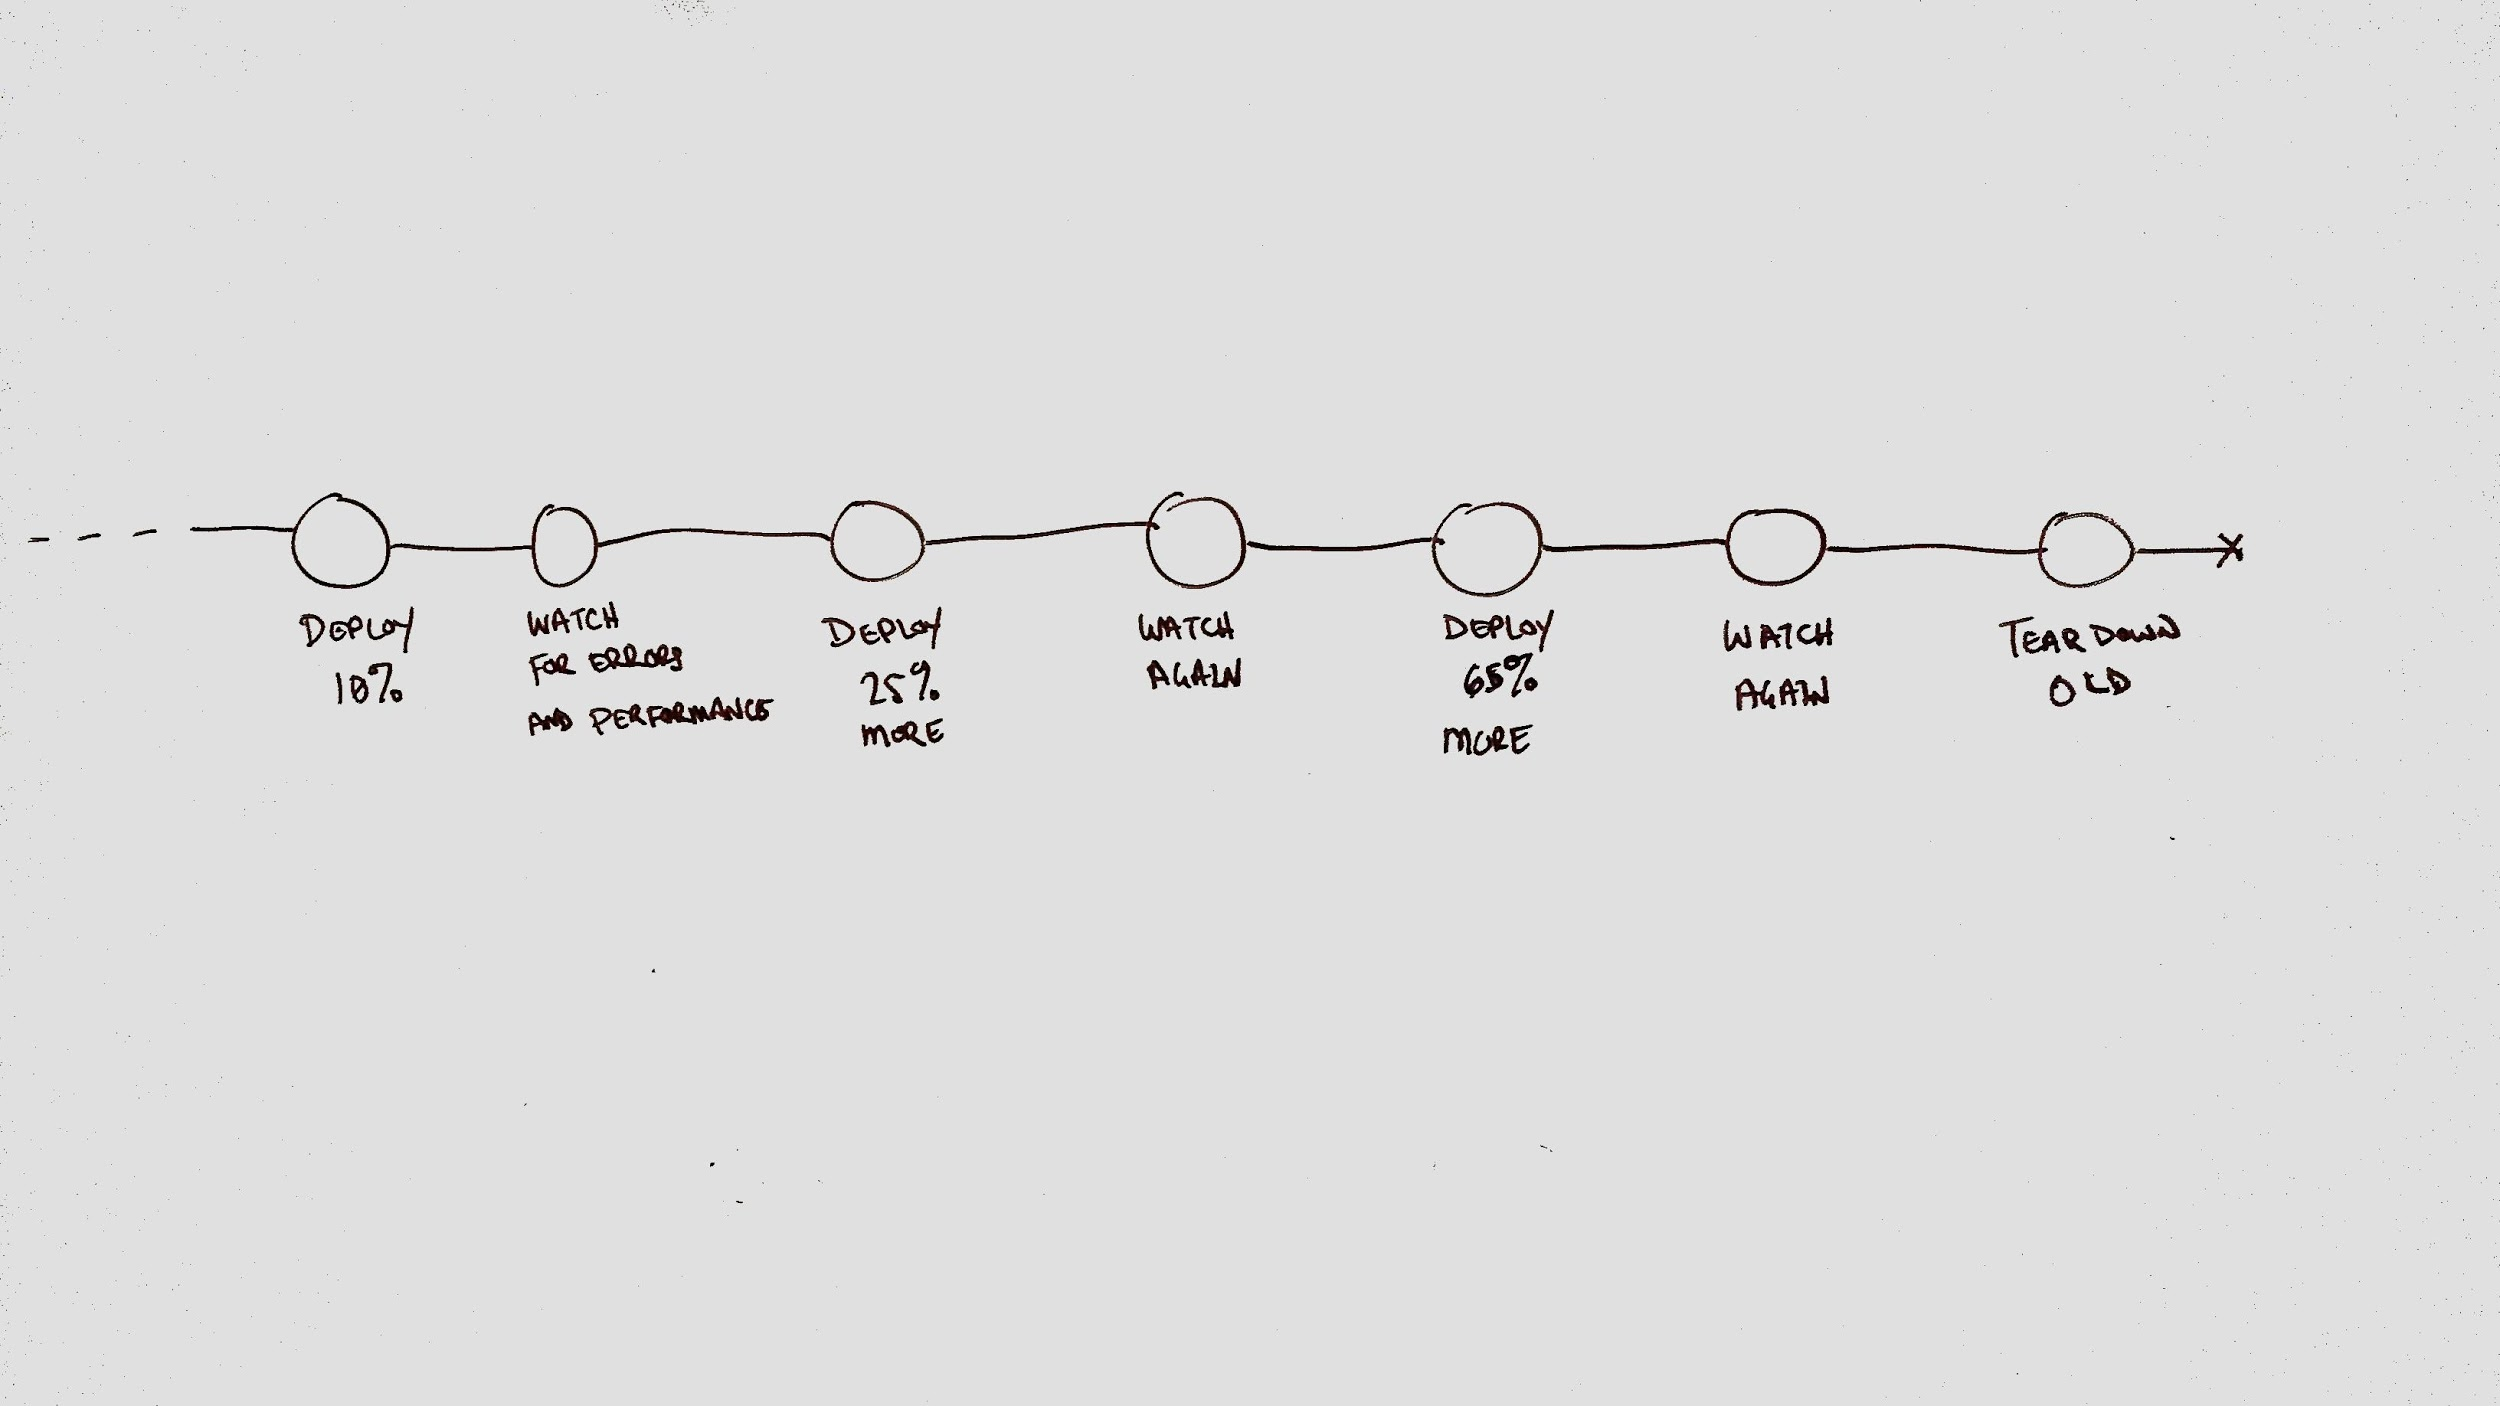 DEPLOY
10%
WATCH
FOR ERRORS
AND PERFORMANCE
DEPLOY
25%
MORE
WATCH
AGAIN
DEPLOY
65%
MORE
WATCH
AGAIN
TEAR DOWN
OLD